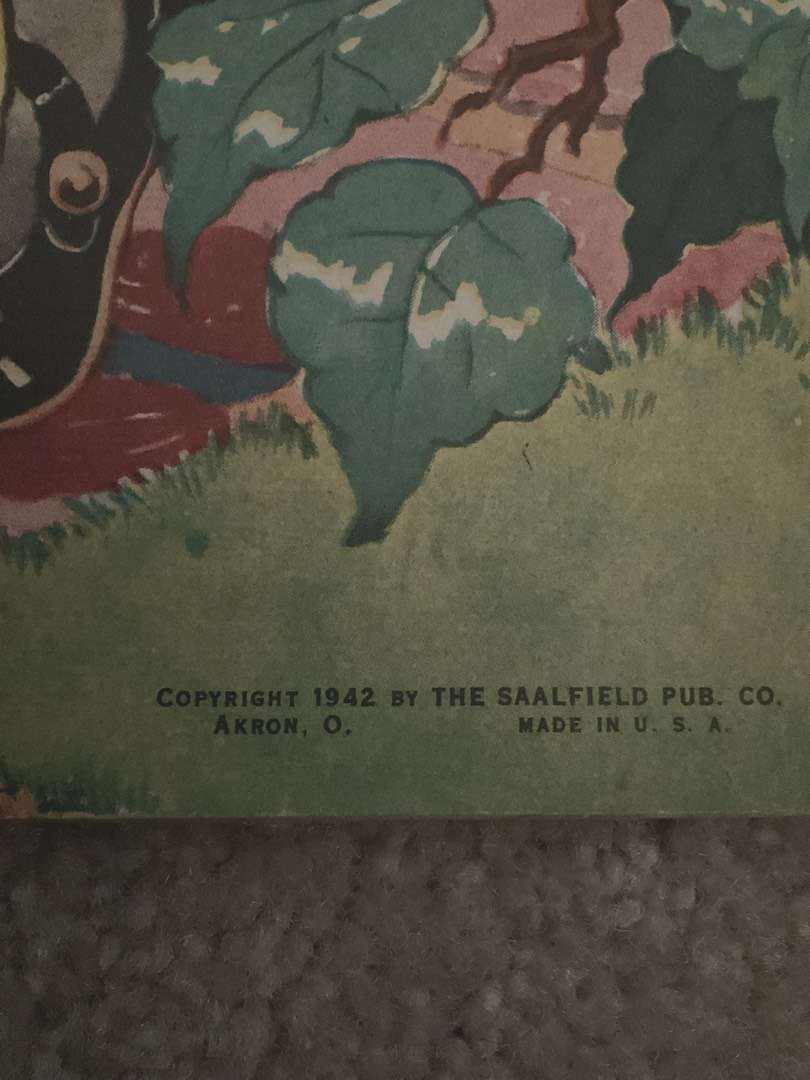 COPYRIGHT 1942 BY THE SAALFIELD PUB. CO.
AKRON, O. MADE IN U. S. A.